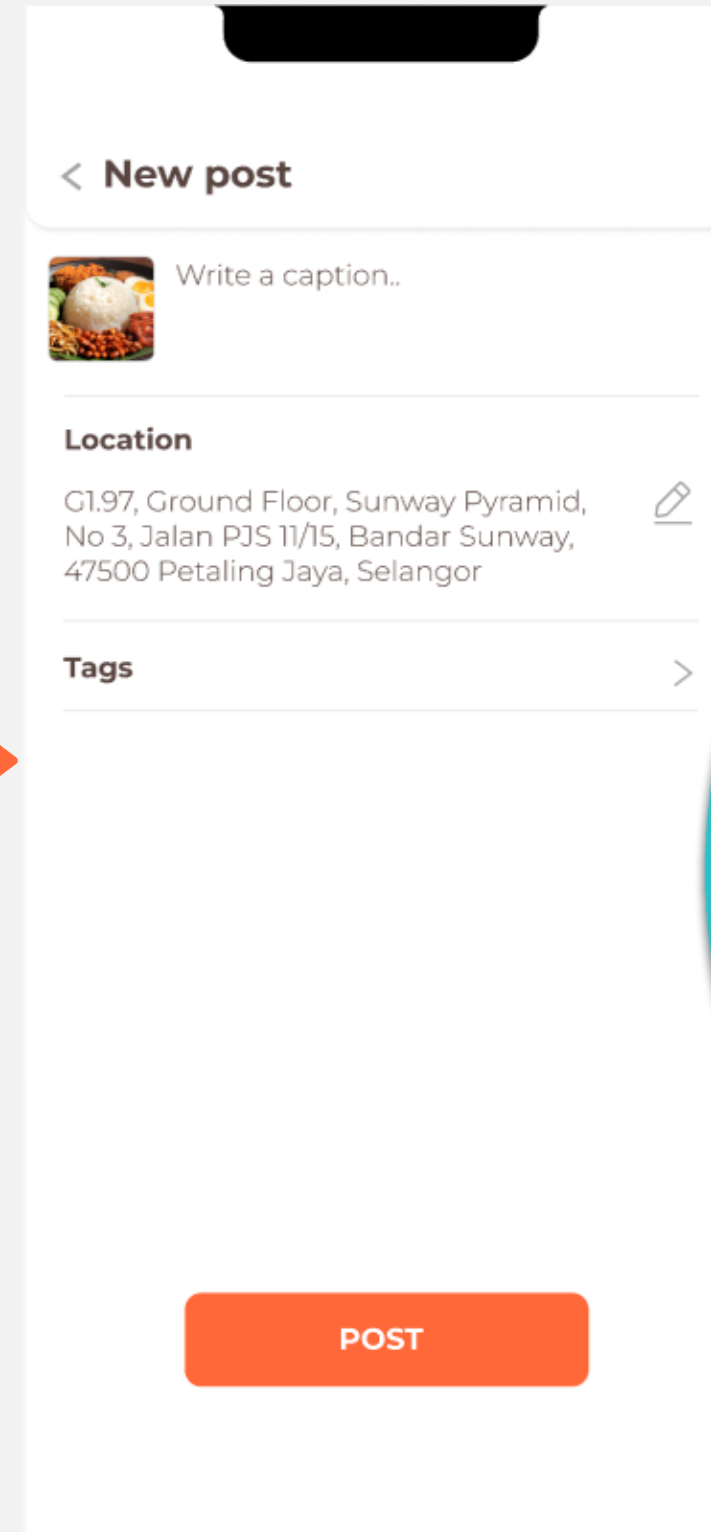 New post
Write a caption..
Location
G1.97, Ground Floor, Sunway Pyramid,
No 3, Jalan PJS 11/15, Bandar Sunway,
47500 Petaling Jaya, Selangor
Tags
POST